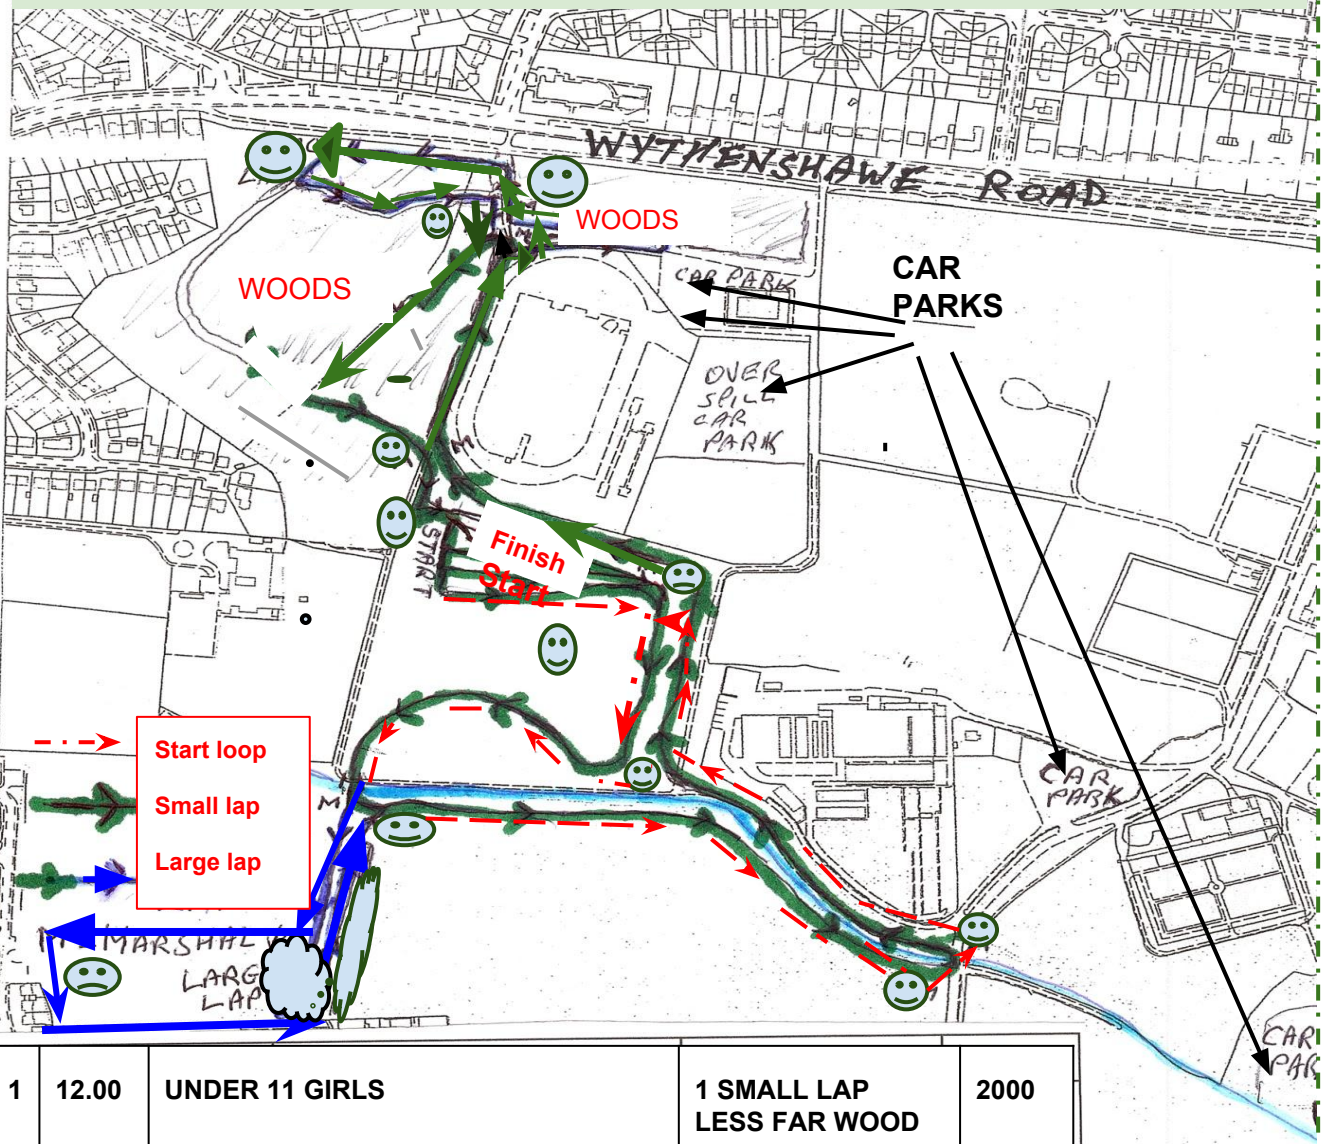 WYTHENSHAWE ROAD
WOODS
WOODS
CAR PARK
CAR
PARKS
OVER
SPILL
CAR
PARK
M
M
START
Finish
Start
Start loop
Small lap
Large lap
M
CAR
PARK
MARSHAL
LARGE
LAP
CAR
PARK
1 12.00 UNDER 11 GIRLS 1 SMALL LAP 2000
LESS FAR WOOD